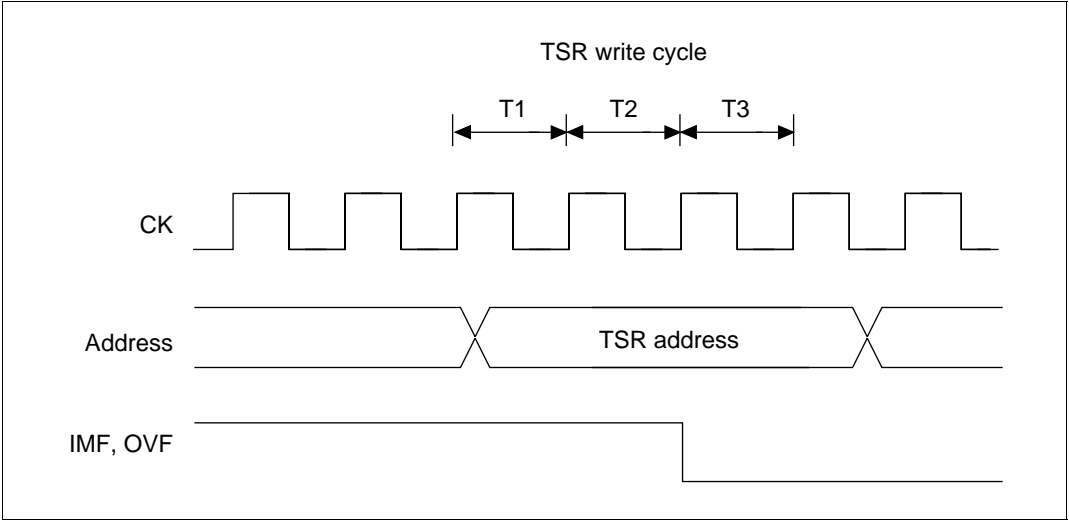 TSR write cycle
T1 T2 T3
CK
Address
TSR address
IMF, OVF